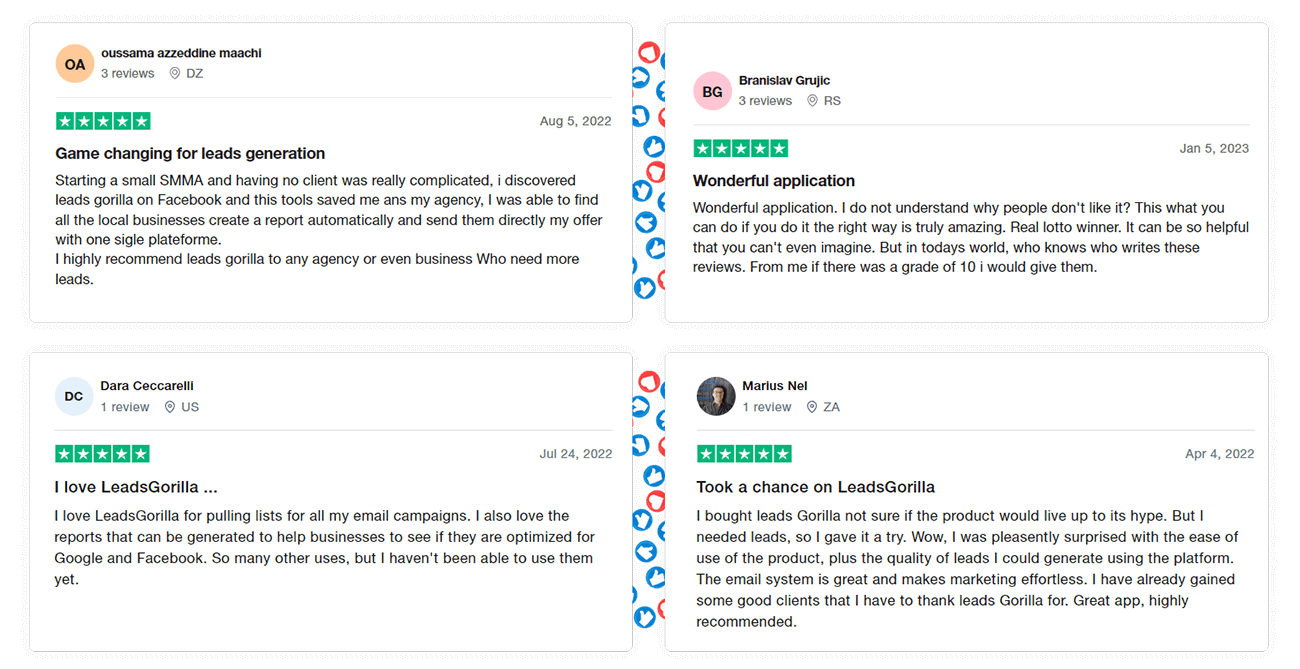 OA
oussama azzeddine maachi
3 reviews DZ
Aug 5, 2022
Game changing for leads generation
Starting a small SMMA and having no client was really complicated, i discovered
leads gorilla on Facebook and this tools saved me ans my agency, I was able to find
all the local businesses create a report automatically and send them directly my offer
with one sigle plateforme.
I highly recommend leads gorilla to any agency or even business Who need more
leads.
BG
Branislav Grujic
3 reviews RS
Jan 5, 2023
Wonderful application
Wonderful application. I do not understand why people don't like it? This what you
can do if you do it the right way is truly amazing. Real lotto winner. It can be so helpful
that you can't even imagine. But in todays world, who knows who writes these
reviews. From me if there was a grade of 10 i would give them.
DC
Dara Ceccarelli
1 review US
Jul 24, 2022
I love LeadsGorilla ...
I love LeadsGorilla for pulling lists for all my email campaigns. I also love the
reports that can be generated to help businesses to see if they are optimized for
Google and Facebook. So many other uses, but I haven't been able to use them
yet.
Marius Nel
1 review ZA
Apr 4, 2022
Took a chance on LeadsGorilla
I bought leads Gorilla not sure if the product would live up to its hype. But I
needed leads, so I gave it a try. Wow, I was pleasently surprised with the ease of
use of the product, plus the quality of leads I could generate using the platform.
The email system is great and makes marketing effortless. I have already gained
some good clients that I have to thank leads Gorilla for. Great app, highly
recommended.